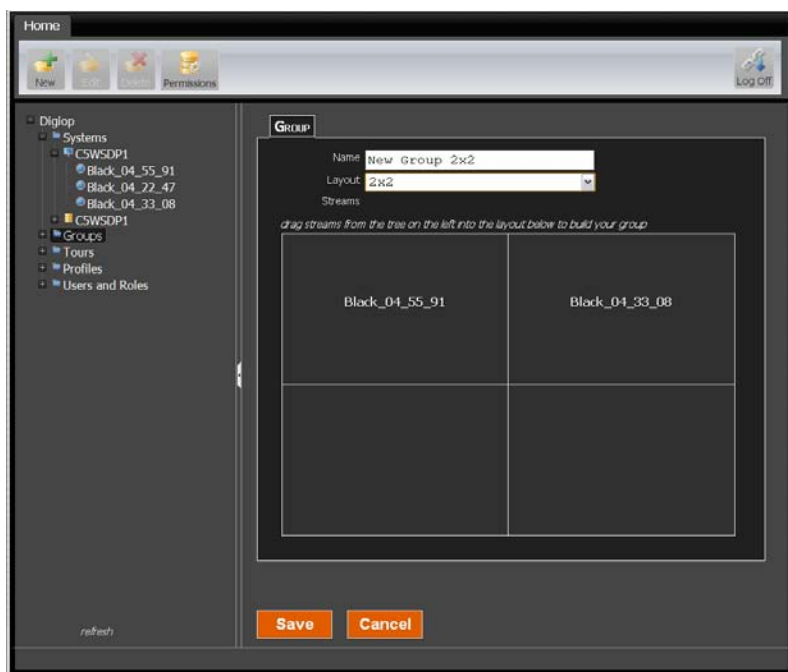 Home
New
Edit
Delete
Permissions
Log Off
Digiop
Systems
C5WSDP1
Black_04_55_91
Black_04_22_47
Black_04_33_08
C5WSDP1
Groups
Tours
Profiles
Users and Roles
refresh
GROUP
Name New Group 2x2
Layout 2x2
Streams
drag streams from the tree on the left into the layout below to build your group
Black_04_55_91 Black_04_33_08
Save Cancel